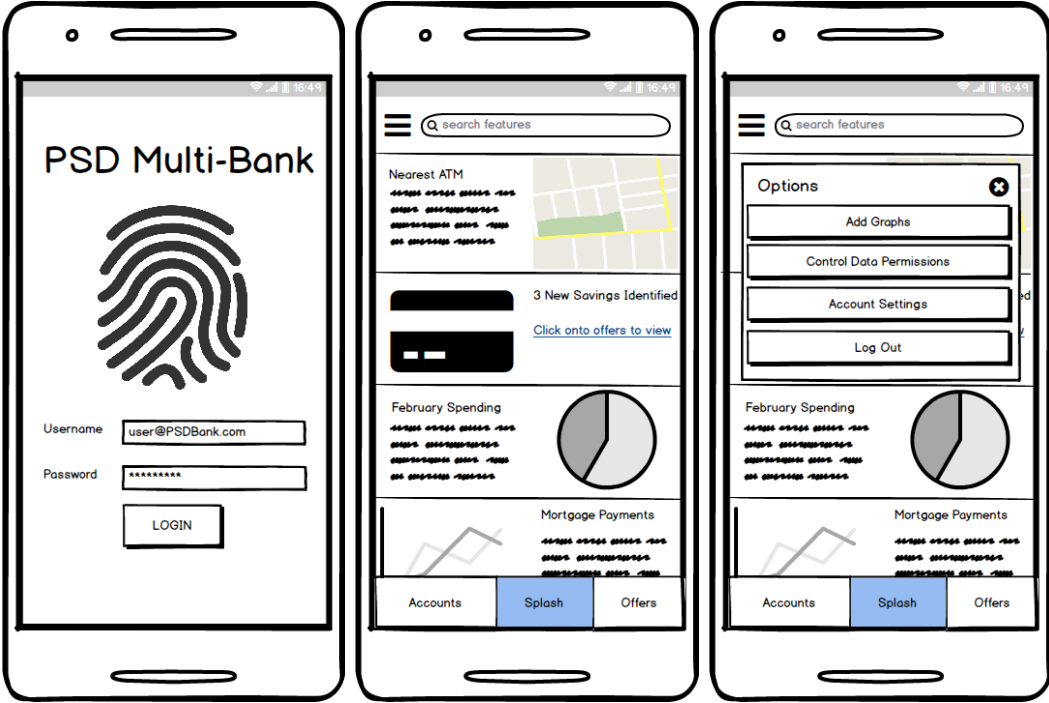 16:49
PSD Multi-Bank
Username
user@PSDBank.com
Password
*********
LOGIN
16:49
search features
Nearest ATM
3 New Savings Identified
Click onto offers to view
February Spending
Mortgage Payments
Accounts
Splash
Offers
16:49
search features
Options
Add Graphs
Control Data Permissions
Account Settings
Log Out
ed
February Spending
Mortgage Payments
Accounts
Splash
Offers